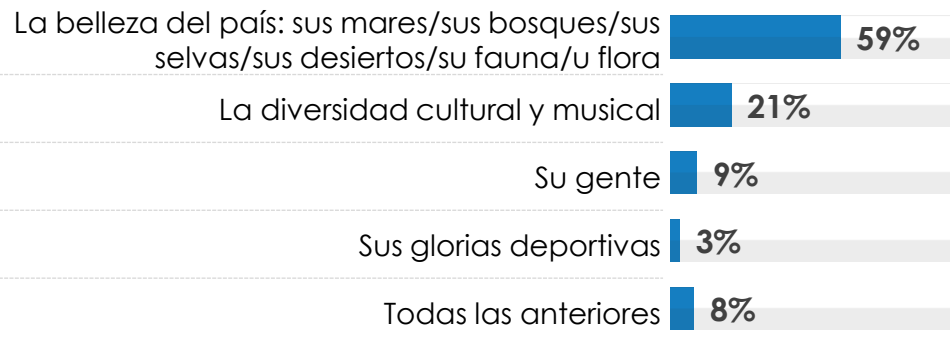 La belleza del país: sus mares/sus bosques/sus
selvas/sus desiertos/su fauna/u flora
59%
La diversidad cultural y musical
21%
Su gente
9%
Sus glorias deportivas
3%
Todas las anteriores
8%